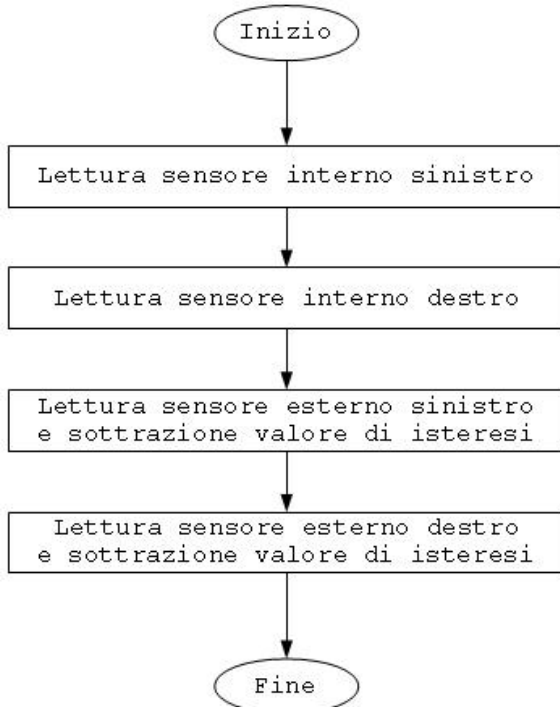 Inizio
Lettura sensore interno sinistro
Lettura sensore interno destro
Lettura sensore esterno sinistro
e sottrazione valore di isteresi
Lettura sensore esterno destro
e sottrazione valore di isteresi
Fine